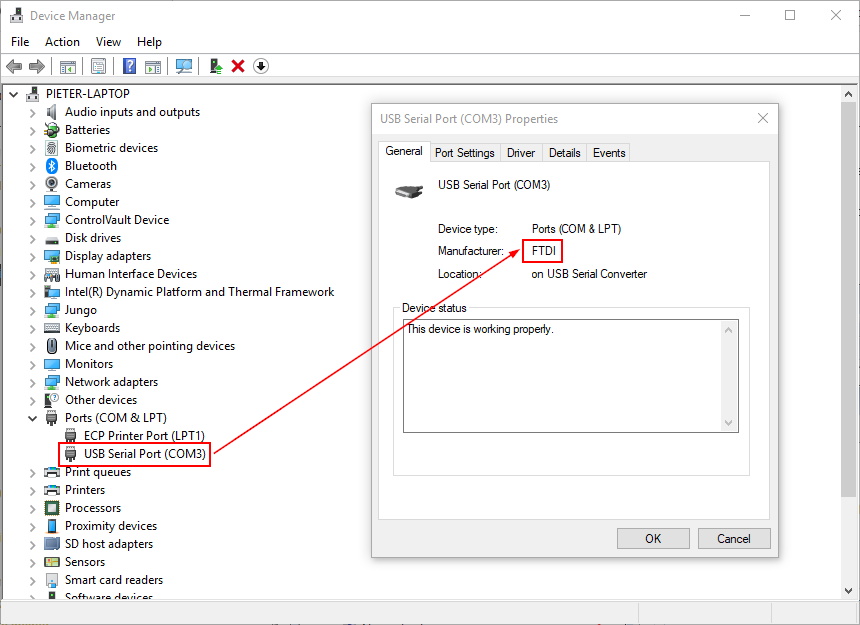 Device Manager
File Action View Help
PIETER-LAPTOP
Audio inputs and outputs
Batteries
Biometric devices
Bluetooth
Cameras
Computer
ControlVault Device
Disk drives
Display adapters
Human Interface Devices
Intel(R) Dynamic Platform and Thermal Framework
Jungo
Keyboards
Mice and other pointing devices
Monitors
Network adapters
Other devices
Ports (COM & LPT)
ECP Printer Port (LPT1)
USB Serial Port (COM3)
Print queues
Printers
Processors
Proximity devices
SD host adapters
Sensors
Smart card readers
Software devices
USB Serial Port (COM3) Properties
General Port Settings Driver Details Events
USB Serial Port (COM3)
Device type: Ports (COM & LPT)
Manufacturer: FTDI
Location: on USB Serial Converter
Device status
This device is working properly.
OK Cancel